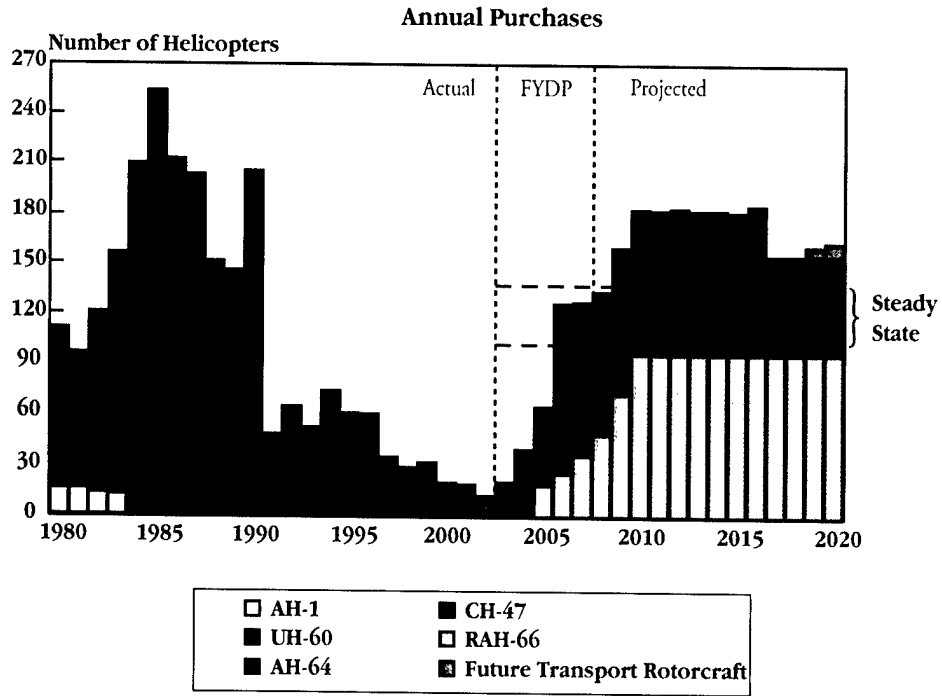 Annual Purchases
Number of Helicopters
270
240
210
180
150
120
90
60
30
0
Actual
FYDP
Projected
Steady
State
1980
1985
1990
1995
2000
2005
2010
2015
2020
AH-1
UH-60
AH-64
CH-47
RAH-66
Future Transport Rotorcraft